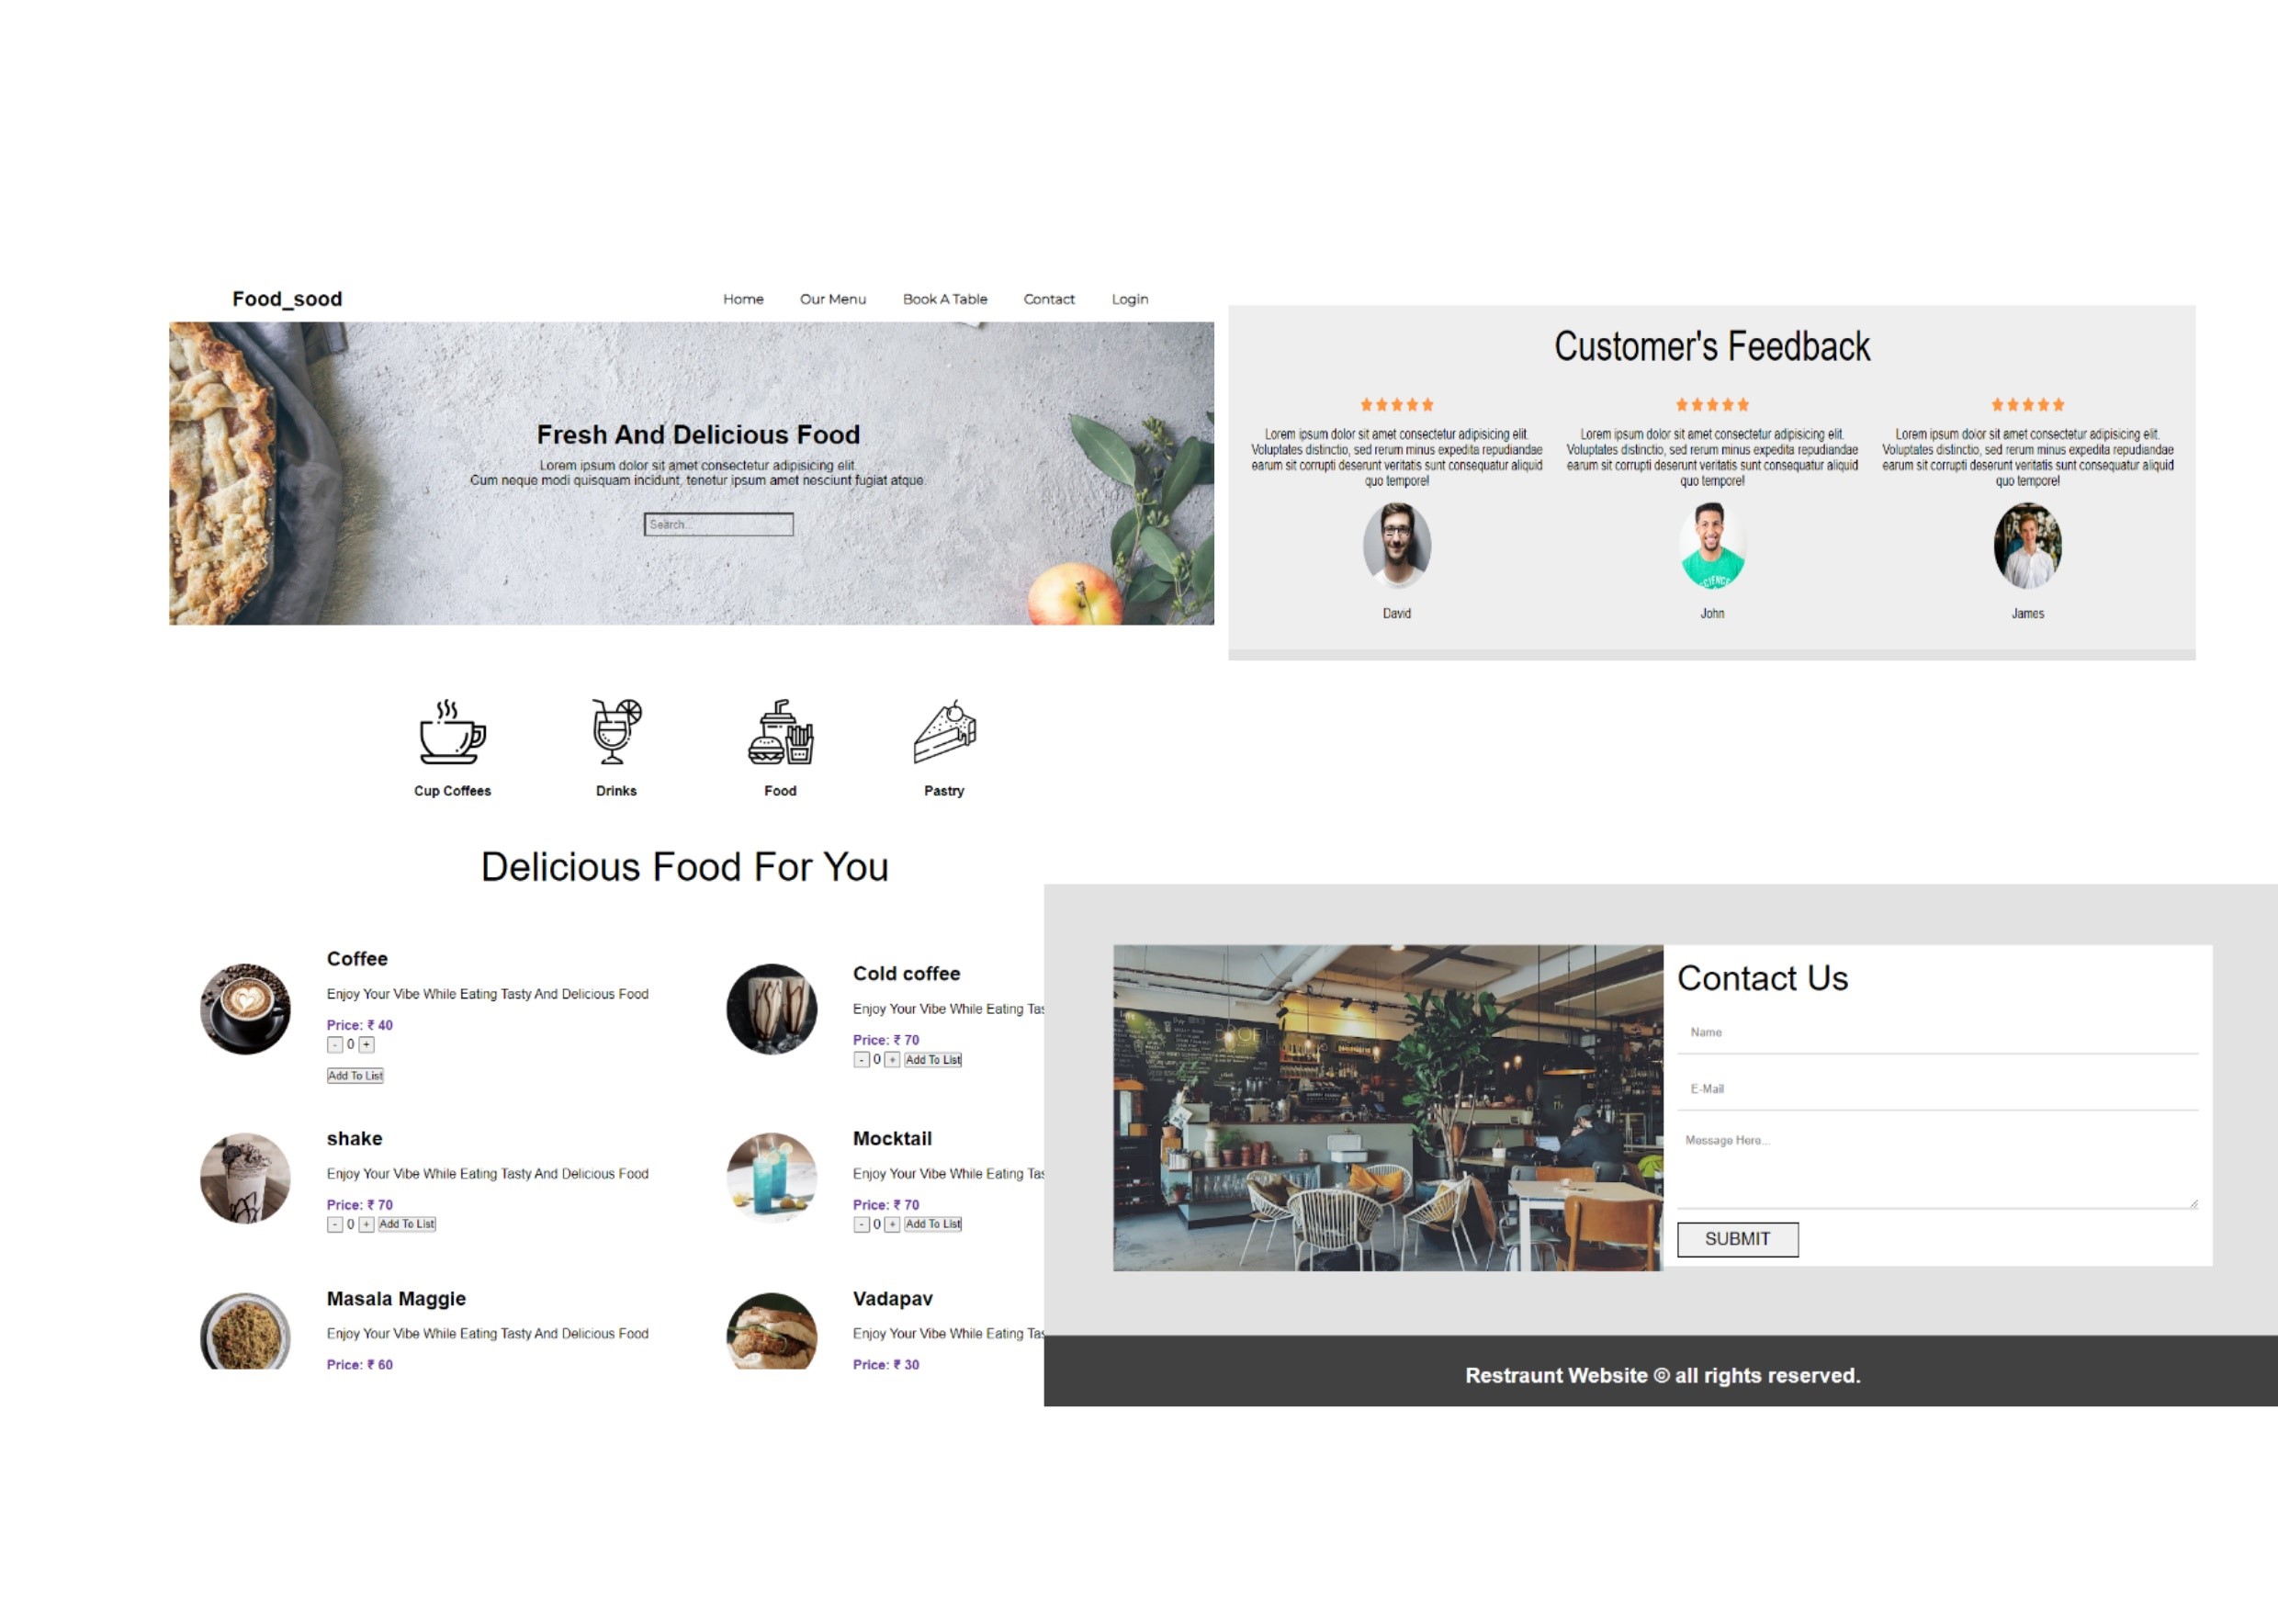 Food_sood
Home Our Menu Book A Table Contact Login
Fresh And Delicious Food
Lorem ipsum dolor sit amet consectetur adipisicing elit.
Cum neque modi quisquam incidunt, tenetur ipsum amet nesciunt fugiat atque.
Search...
Cup Coffees Drinks Food Pastry
Delicious Food For You
Coffee
Enjoy Your Vibe While Eating Tasty And Delicious Food
Price: ₹ 40
- 0 +
Add To List
Cold coffee
Enjoy Your Vibe While Eating Tas
Price: ₹ 70
- 0 + Add To List
shake
Enjoy Your Vibe While Eating Tasty And Delicious Food
Price: ₹ 70
- 0 + Add To List
Mocktail
Enjoy Your Vibe While Eating Tas
Price: ₹ 70
- 0 + Add To List
Masala Maggie
Enjoy Your Vibe While Eating Tasty And Delicious Food
Price: ₹ 60
Vadapav
Enjoy Your Vibe While Eating Tas
Price: ₹ 30
Customer's Feedback
Lorem ipsum dolor sit amet consectetur adipisicing elit.
Voluptates distinctio, sed rerum minus expedita repudiandae
earum sit corrupti deserunt veritatis sunt consequatur aliquid
quo tempore!
David
Lorem ipsum dolor sit amet consectetur adipisicing elit.
Voluptates distinctio, sed rerum minus expedita repudiandae
earum sit corrupti deserunt veritatis sunt consequatur aliquid
quo tempore!
John
Lorem ipsum dolor sit amet consectetur adipisicing elit.
Voluptates distinctio, sed rerum minus expedita repudiandae
earum sit corrupti deserunt veritatis sunt consequatur aliquid
quo tempore!
James
Contact Us
Name
E-Mail
Message Here...
SUBMIT
Restraunt Website © all rights reserved.